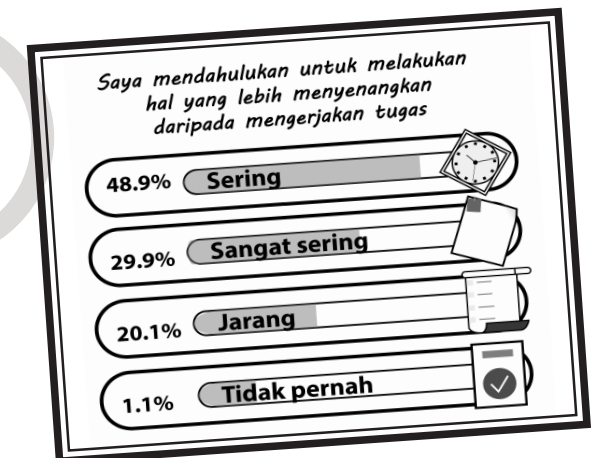 Saya mendahulukan untuk melakukan
hal yang lebih menyenangkan
daripada mengerjakan tugas
48.9% Sering
29.9% Sangat sering
20.1% Jarang
1.1% Tidak pernah